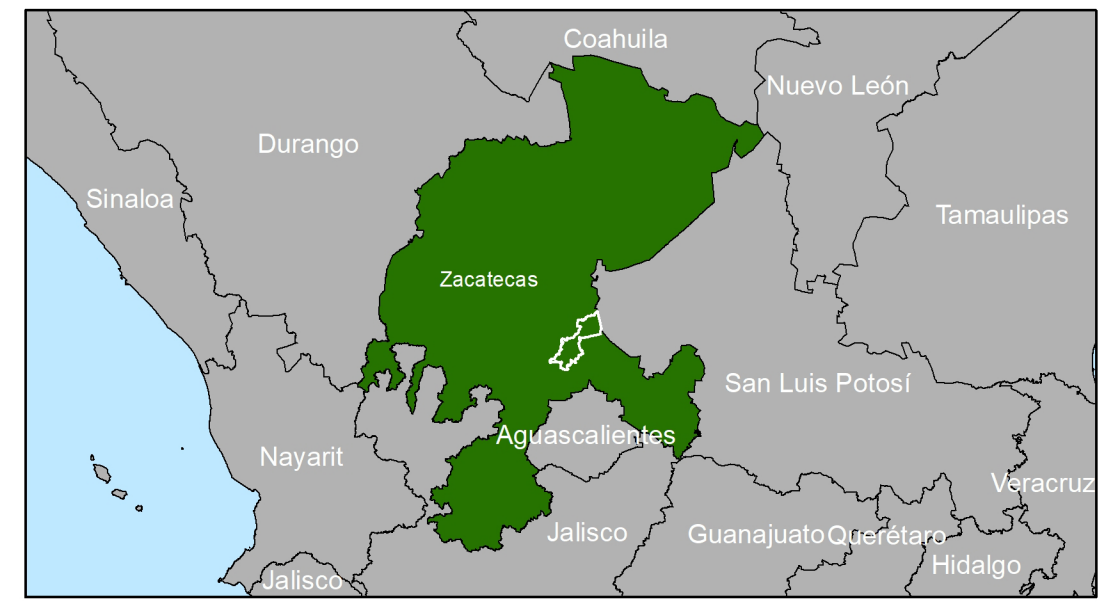 Coahuila
Nuevo León
Durango
Sinaloa
Tamaulipas
Zacatecas
San Luis Potosí
Aguascalientes
Nayarit
Veracruz
Jalisco
Guanajuato
Querétaro
Hidalgo
Jalisco